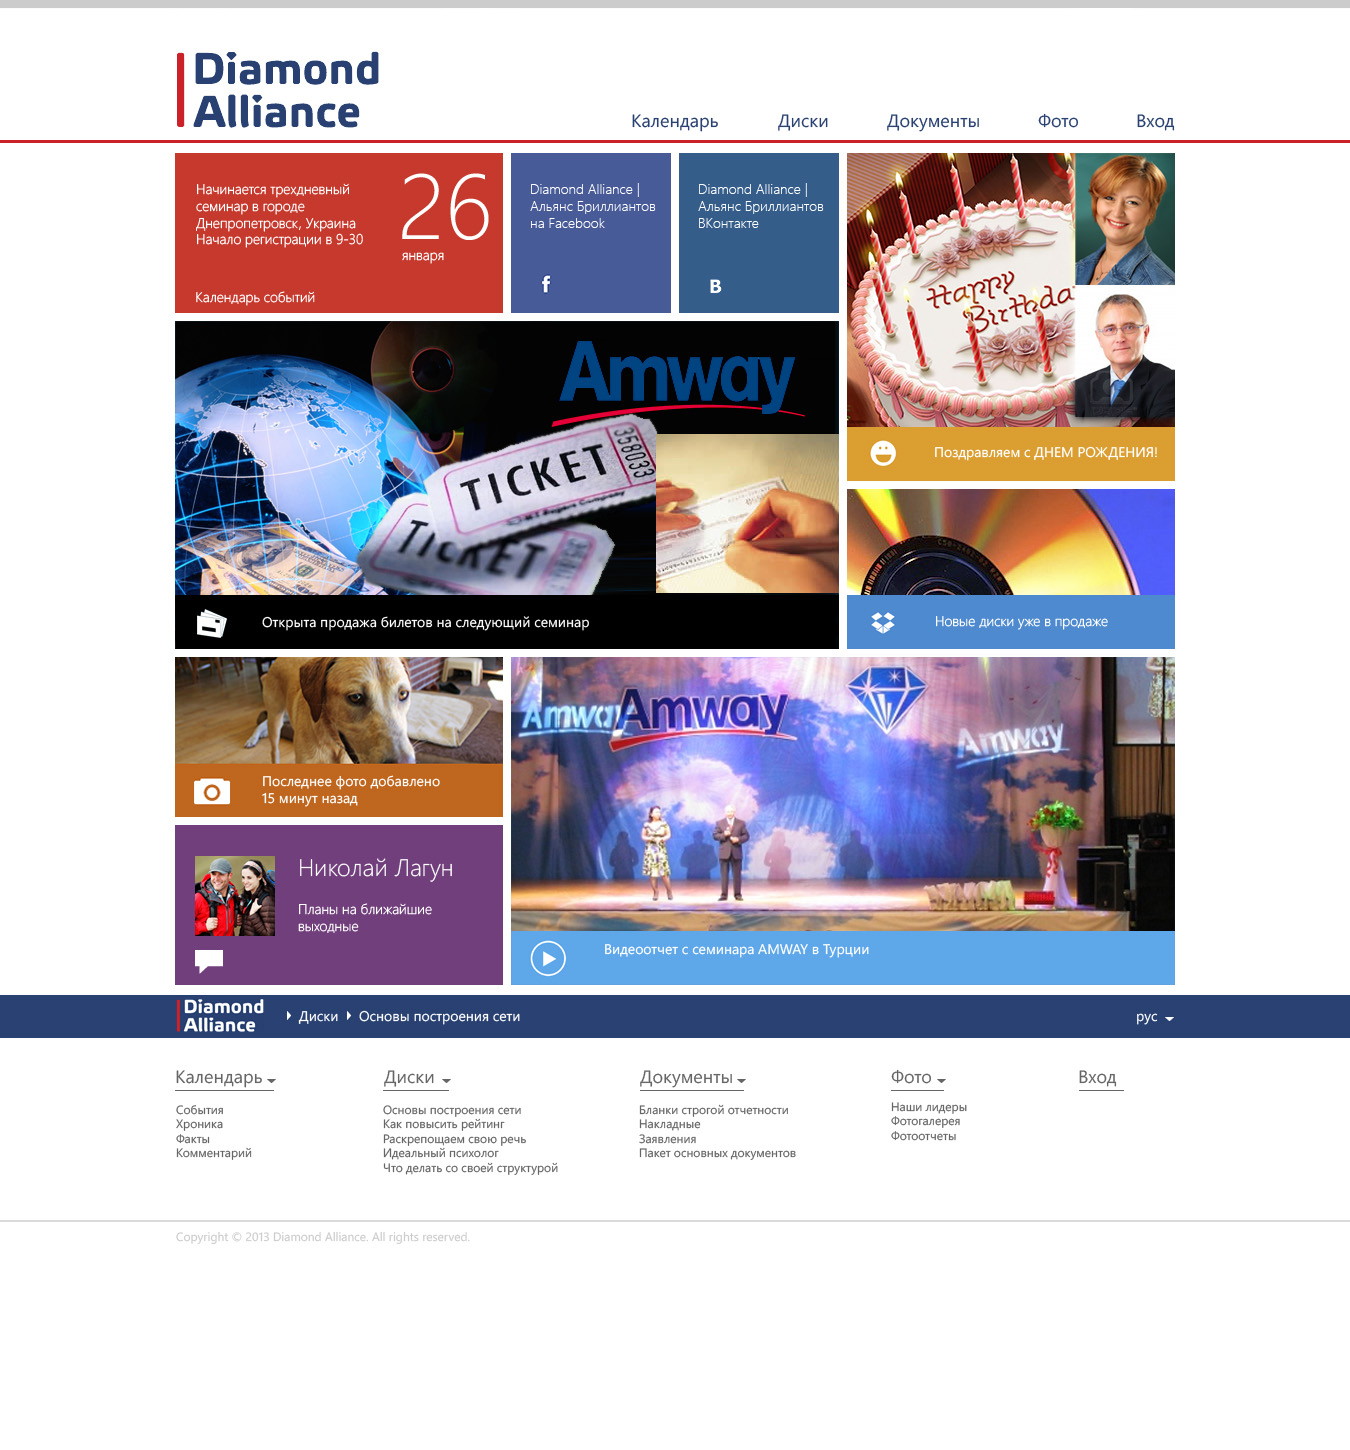 Diamond
Alliance
Календарь Диски Документы Фото Вход
Начинается трехдневный
семинар в городе
Днепропетровск, Украина
Начало регистрации в 9-30
26
января
Календарь событий
Diamond Alliance |
Альянс Бриллиантов
на Facebook
f
Diamond Alliance |
Альянс Бриллиантов
ВКонтакте
В
Happy
Birthda
Поздравляем с ДНЕМ РОЖДЕНИЯ!
Amway
TICKET
358033
TICKET
Открыта продажа билетов на следующий семинар
Новые диски уже в продаже
Последнее фото добавлено
15 минут назад
Amwa
Amway
Amway
Николай Лагун
Планы на ближайшие
выходные
Видеоотчет с семинара AMWAY в Турции
Diamond
Alliance
Диски Основы построения сети
рус
Календарь
События
Хроника
Факты
Комментарий
Диски
Основы построения сети
Как повысить рейтинг
Раскрепощаем свою речь
Идеальный психолог
Что делать со своей структурой
Документы
Бланки строгой отчетности
Накладные
Заявления
Пакет основных документов
Фото
Наши лидеры
Фотогалерея
Фотоотчеты
Вход
Copyright © 2013 Diamond Alliance. All rights reserved.